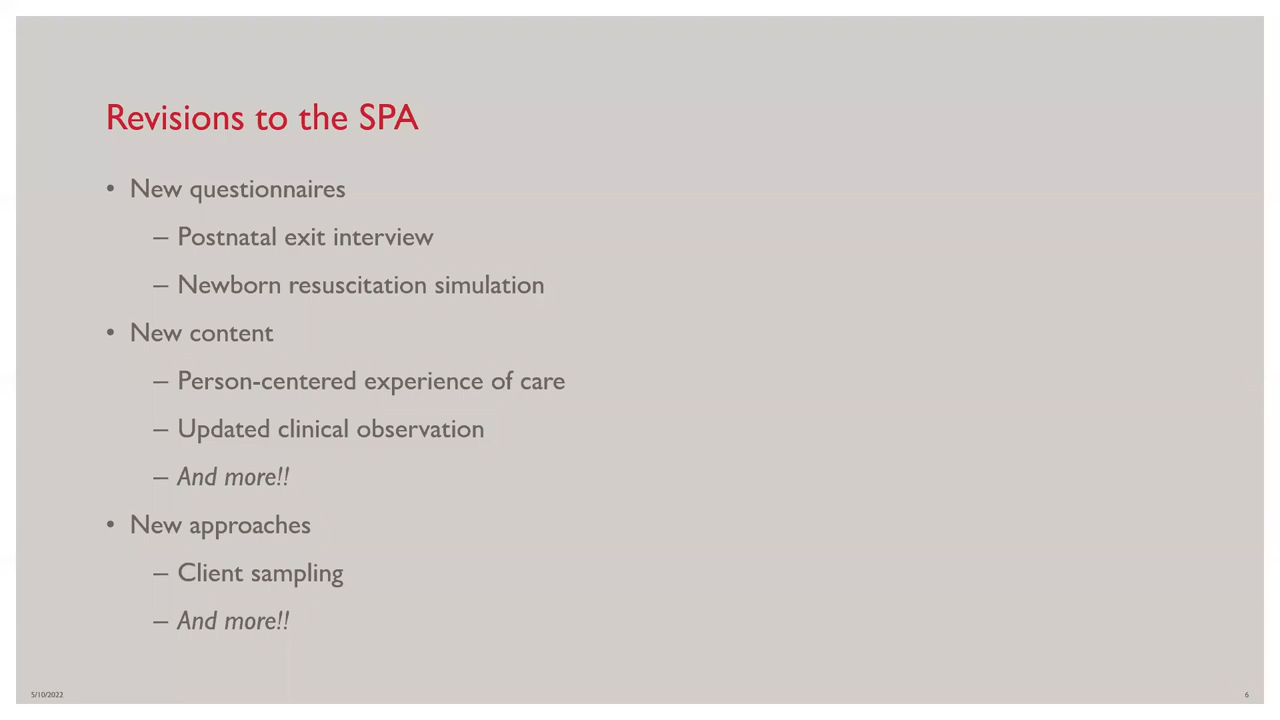 Revisions to the SPA
• New questionnaires
– Postnatal exit interview
– Newborn resuscitation simulation
• New content
– Person-centered experience of care
– Updated clinical observation
– And more!!
• New approaches
– Client sampling
– And more!!
5/10/2022
6